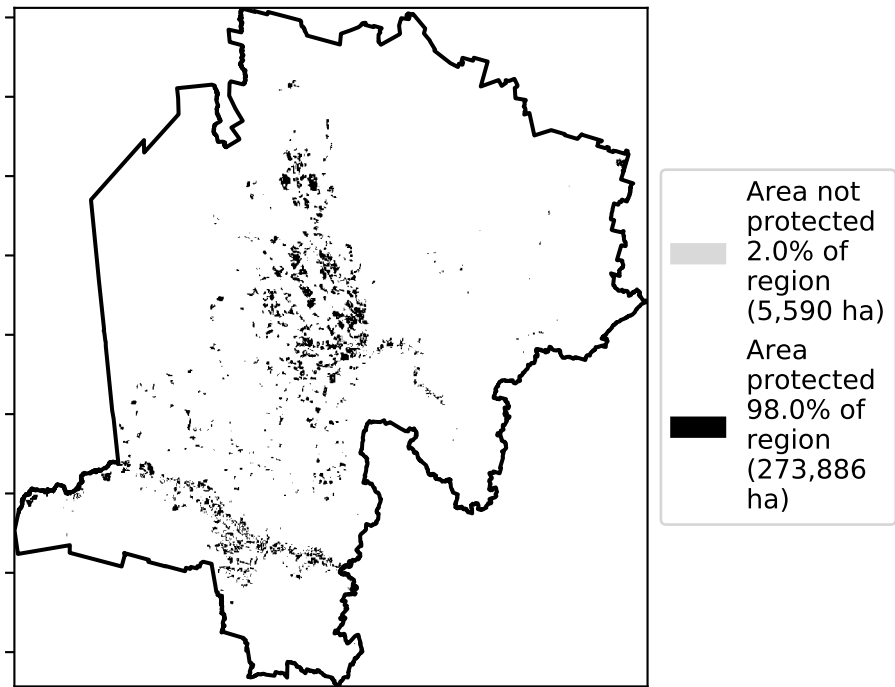 Area not
protected
2.0% of
region
(5,590 ha)
Area
protected
98.0% of
region
(273,886
ha)